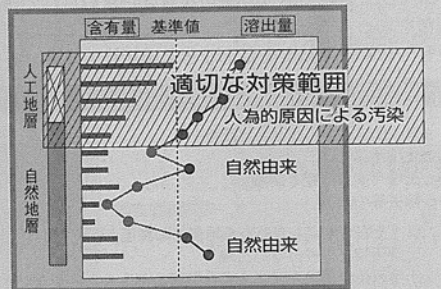 含有量 基準値 溶出量
人工地層
適切な対策範囲
人為的原因による汚染
自然地層
自然由来
自然由来